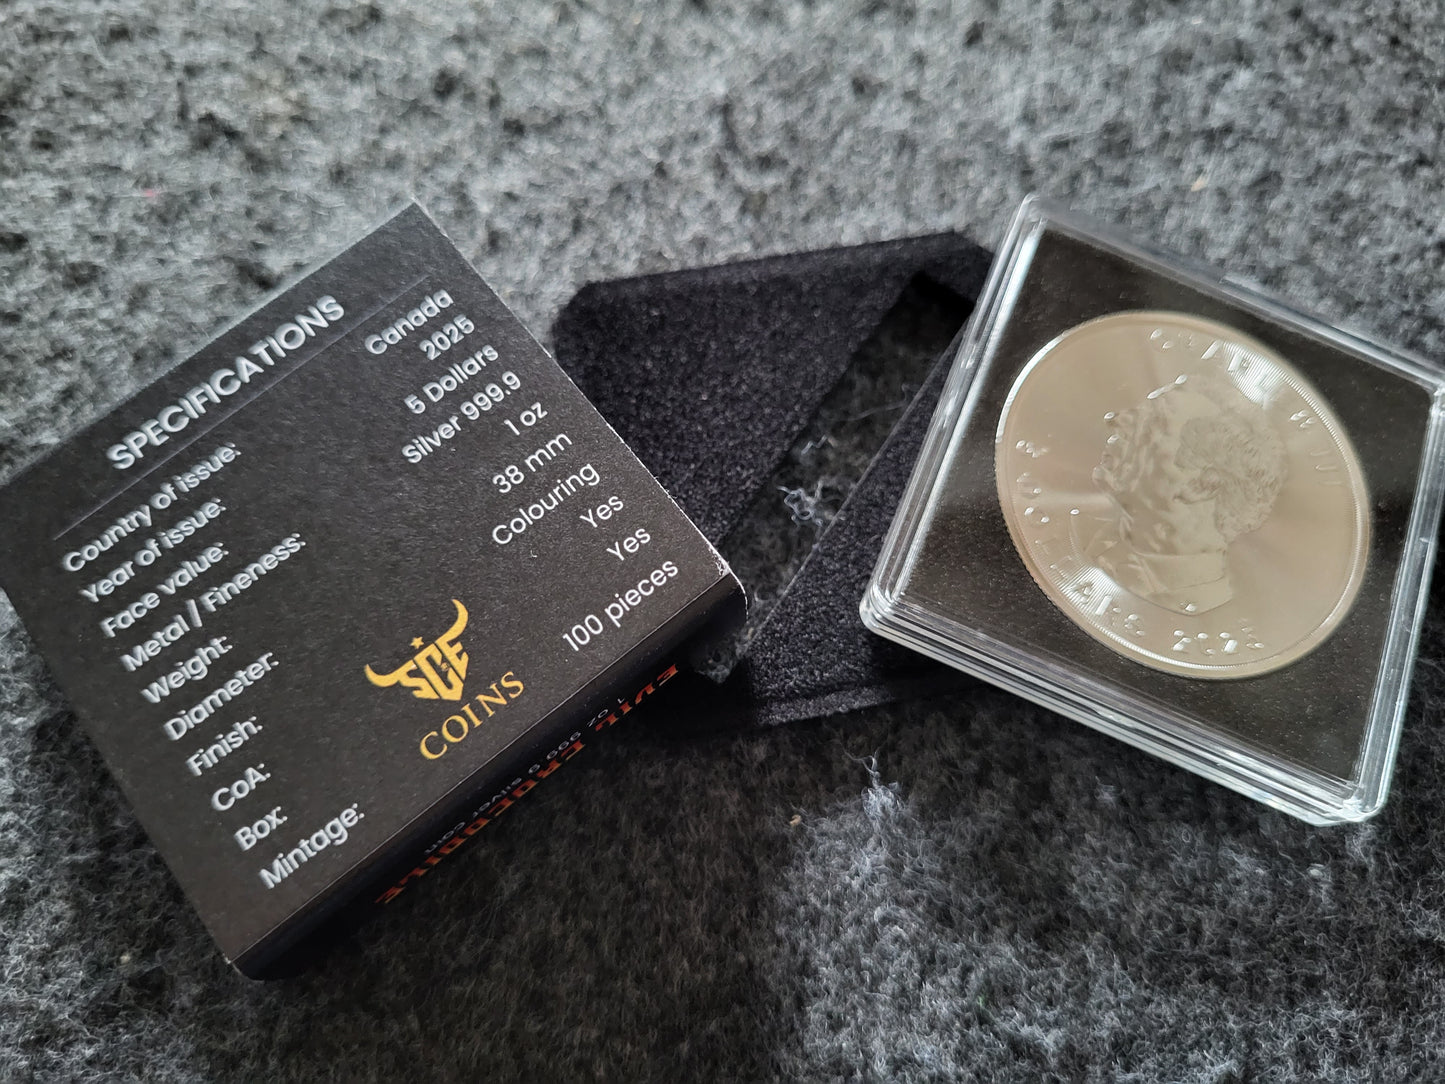 SPECIFICATIONS
Country of issue: Canada
Year of issue: 2025
Face value: 5 Dollars
Metal / Fineness: Silver 999,9
Weight: 1 oz
Diameter: 38 mm
Finish: Colouring
CoA: Yes
Box: Yes
Mintage: 100 pieces
SCE
COINS
EVIL CROCODILE
1 oz 999,9 silver coin